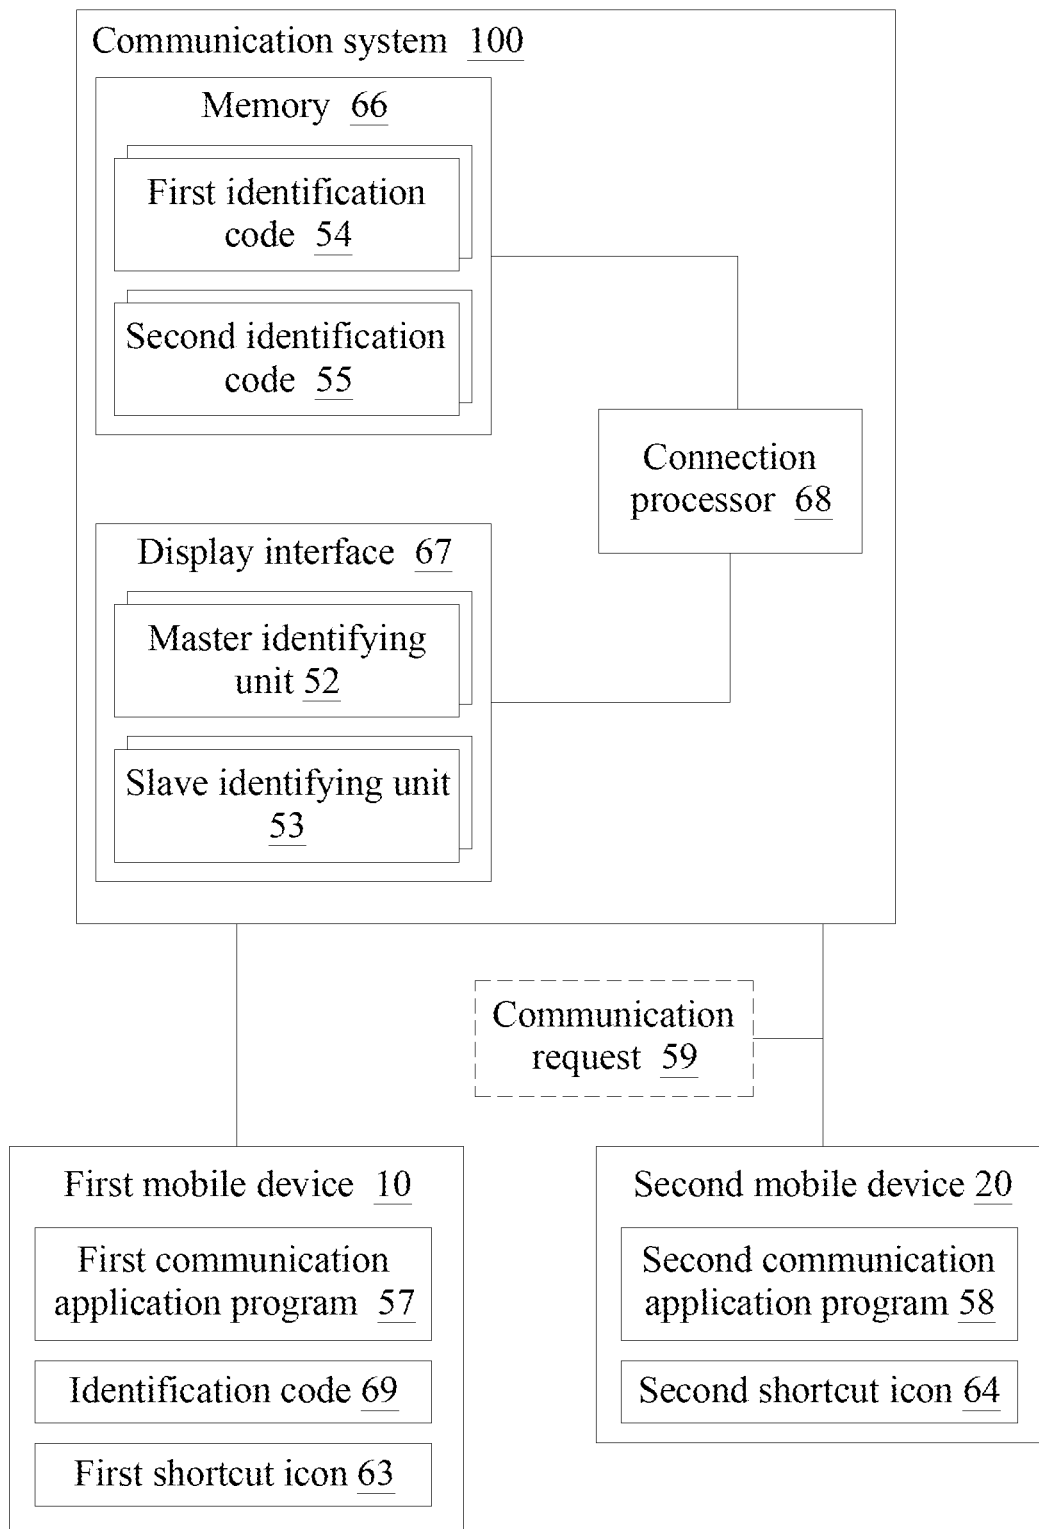 Communication system 100
Memory 66
First identification
code 54
Second identification
code 55
Connection
processor 68
Display interface 67
Master identifying
unit 52
Slave identifying unit
53
Communication
request 59
First mobile device 10
First communication
application program 57
Identification code 69
First shortcut icon 63
Second mobile device 20
Second communication
application program 58
Second shortcut icon 64